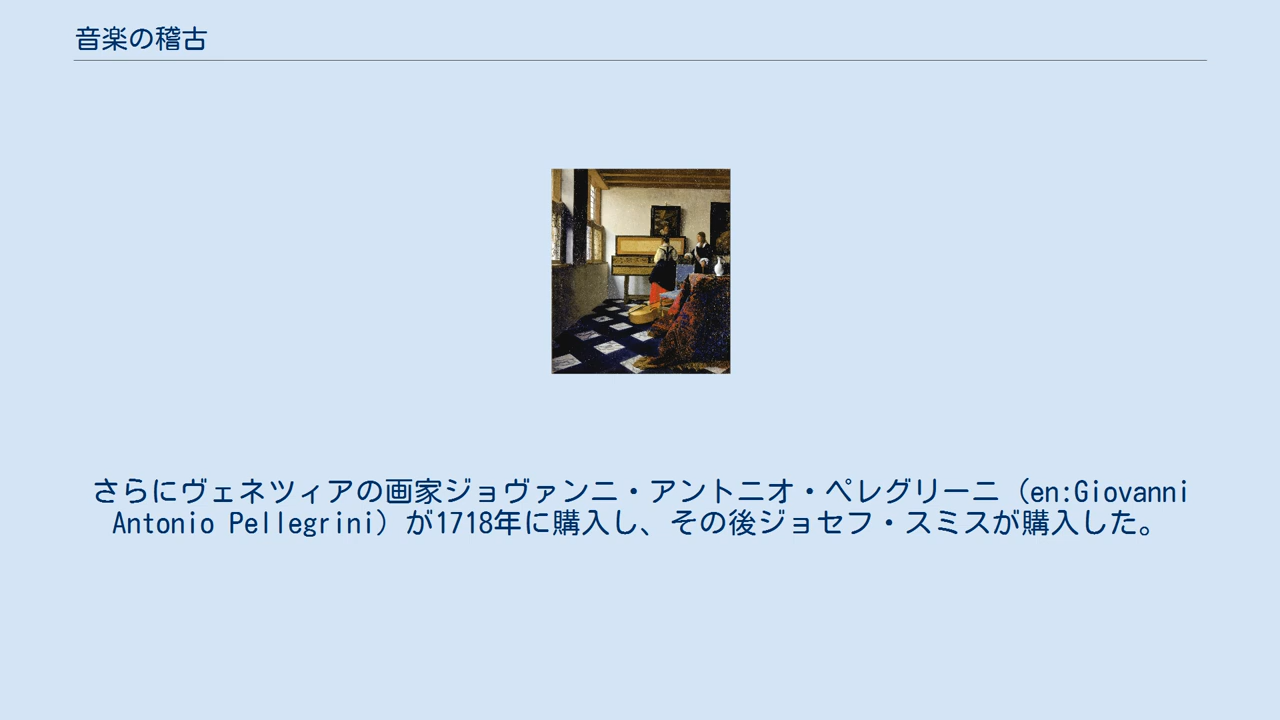 音楽の稽古
さらにヴェネツィアの画家ジョヴァンニ・アントニオ・ペレグリーニ（en:Giovanni
Antonio Pellegrini）が1718年に購入し、その後ジョセフ・スミスが購入した。